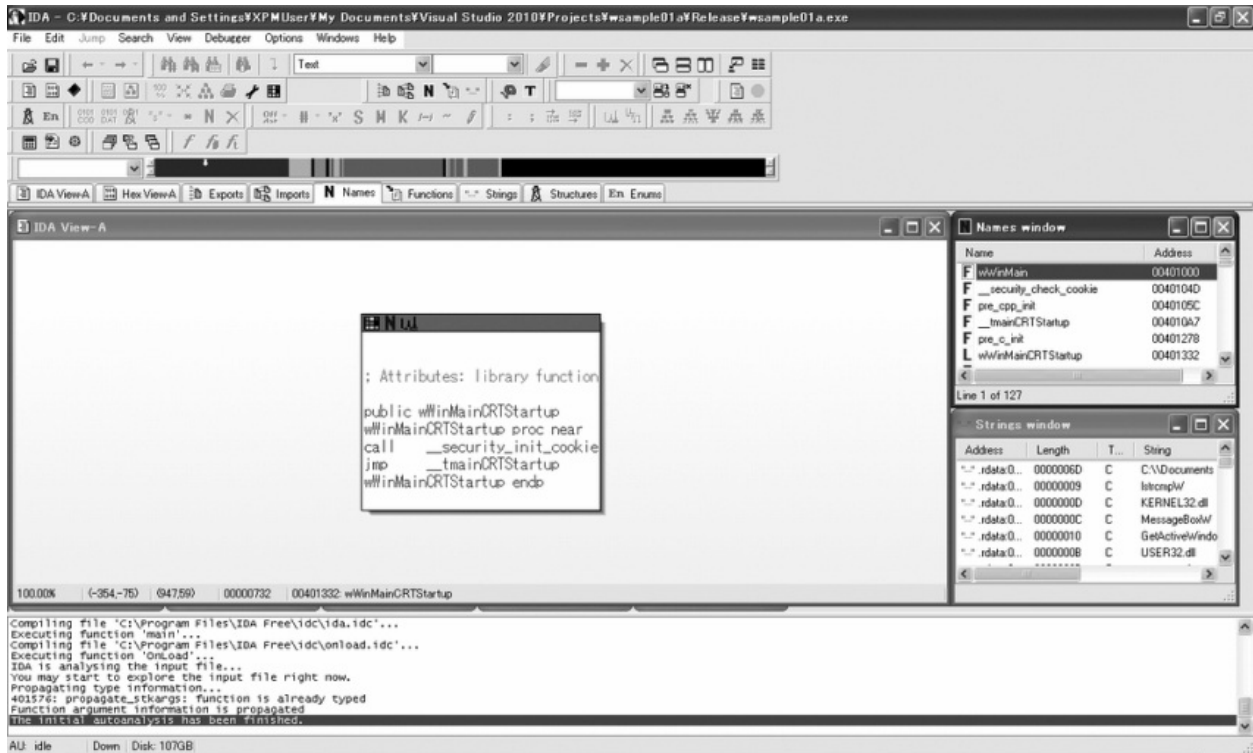 IDA - C:¥Documents and Settings¥XPMUser¥My Documents¥Visual Studio 2010¥Projects¥wsample01a¥Release¥wsample01a.exe
File Edit Jump Search View Debugger Options Windows Help
Text
En
IDA View-A Hex View-A Exports Imports N Names Functions Strings Structures En Enums
IDA View-A
; Attributes: library function
public wWinMainCRTStartup
wWinMainCRTStartup proc near
call __security_init_cookie
jmp __tmainCRTStartup
wWinMainCRTStartup endp
100.00% (-354,-75) (947,59) 00000732 00401332: wWinMainCRTStartup
Names window
Name Address
F wWinMain 00401000
F __security_check_cookie 0040104D
F pre_cpp_init 0040105C
F __tmainCRTStartup 004010A7
F pre_c_init 00401278
L wWinMainCRTStartup 00401332
Line 1 of 127
Strings window
Address Length T... String
.rdata:0... 0000006D C C:\\Documents
.rdata:0... 00000009 C lstrcmpW
.rdata:0... 0000000D C KERNEL32.dll
.rdata:0... 0000000C C MessageBoxW
.rdata:0... 00000010 C GetActiveWindo
.rdata:0... 0000000B C USER32.dll
Compiling file 'C:\Program Files\IDA Free\idc\ida.idc'...
Executing function 'main'...
Compiling file 'C:\Program Files\IDA Free\idc\onload.idc'...
Executing function 'OnLoad'...
IDA is analysing the input file...
You may start to explore the input file right now.
Propagating type information...
401576: propagate_stkargs: function is already typed
Function argument information is propagated
The initial autoanalysis has been finished.
AU: idle Down Disk: 107GB